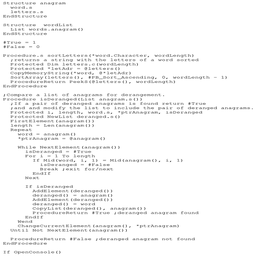 Structure anagram
word.s
letters.s
EndStructure
Structure wordList
List words.anagram()
EndStructure
#True = 1
#False = 0
Procedure.s sortLetters(*word.Character, wordLength)
;returns a string with the letters of a word sorted
Protected Dim letters.c(wordLength)
Protected *letAdr = @letters()
CopyMemoryString(*word, @*letAdr)
SortArray(letters(), #PB_Sort_Ascending, 0, wordLength - 1)
ProcedureReturn PeekS(@letters(), wordLength)
EndProcedure
;Compare a list of anagrams for derangement.
Procedure isDeranged(List anagram.s())
;If a pair of deranged anagrams is found return #True
;and and modify the list to include the pair of deranged anagrams.
Protected i, length, word.s, *ptrAnagram, isDeranged
Protected NewList deranged.s()
FirstElement(anagram())
length = Len(anagram())
Repeat
word = anagram()
*ptrAnagram = @anagram()
While NextElement(anagram())
isDeranged = #True
For i = 1 To length
If Mid(word, i, 1) = Mid(anagram(), i, 1)
isDeranged = #False
Break ;exit for/next
EndIf
Next
If isDeranged
AddElement(deranged())
deranged() = anagram()
AddElement(deranged())
deranged() = word
CopyList(deranged(), anagram())
ProcedureReturn #True ;deranged anagram found
EndIf
Wend
ChangeCurrentElement(anagram(), *ptrAnagram)
Until Not NextElement(anagram())
ProcedureReturn #False ;deranged anagram not found
EndProcedure
If OpenConsole()